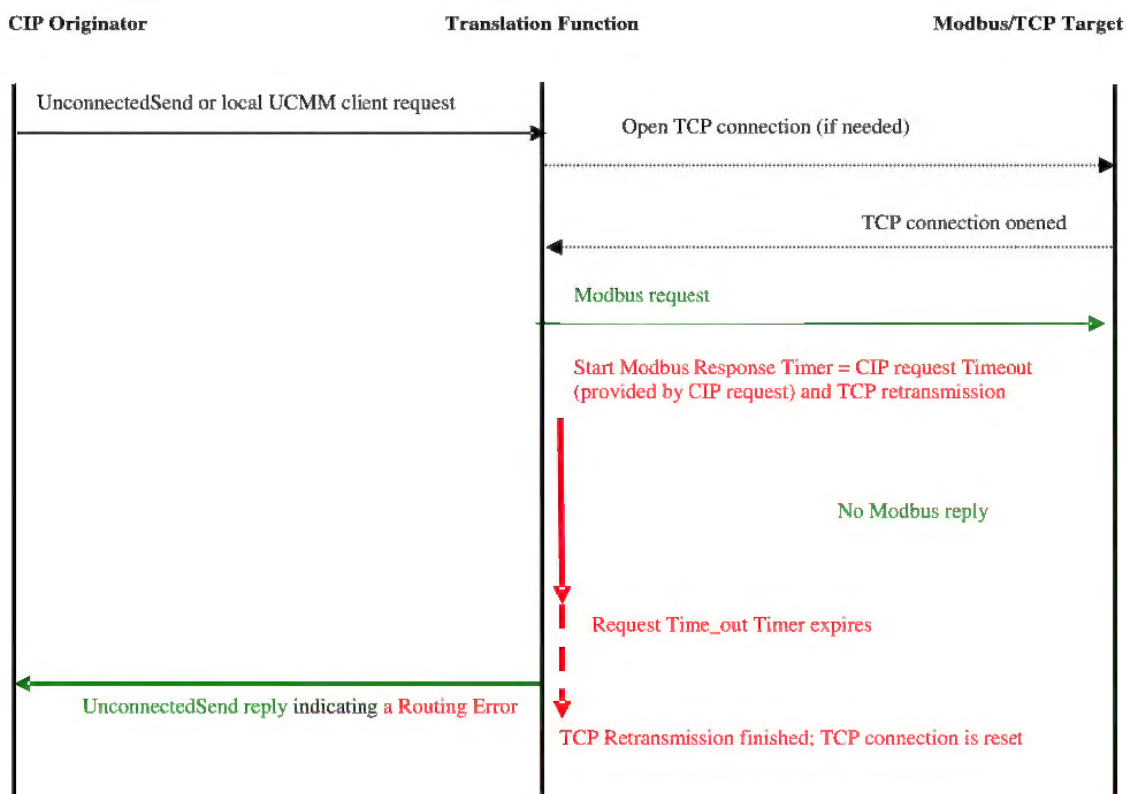 CIP Originator
Translation Function
Modbus/TCP Target
UnconnectedSend or local UCMM client request
Open TCP connection (if needed)
TCP connection opened
Modbus request
Start Modbus Response Timer = CIP request Timeout
(provided by CIP request) and TCP retransmission
No Modbus reply
Request Time_out Timer expires
UnconnectedSend reply indicating a Routing Error
TCP Retransmission finished; TCP connection is reset